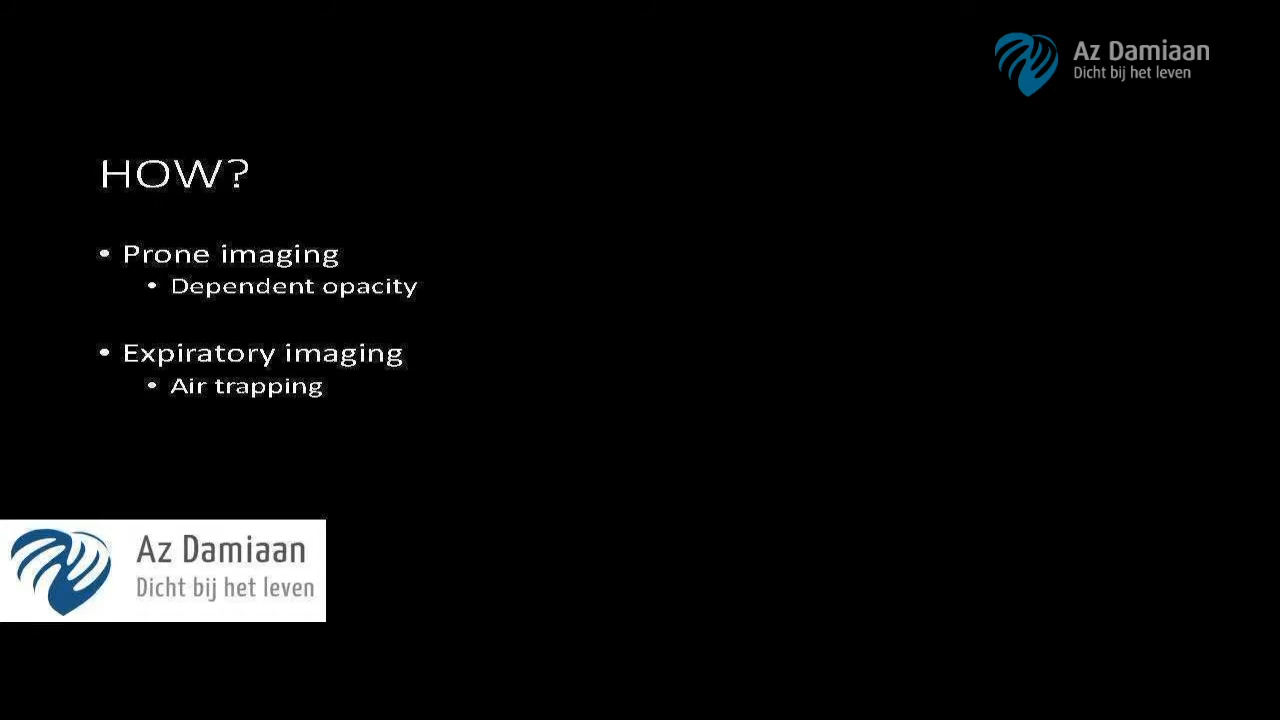 Az Damiaan
Dicht bij het leven
HOW?
• Prone imaging
• Dependent opacity
• Expiratory imaging
• Air trapping
Az Damiaan
Dicht bij het leven